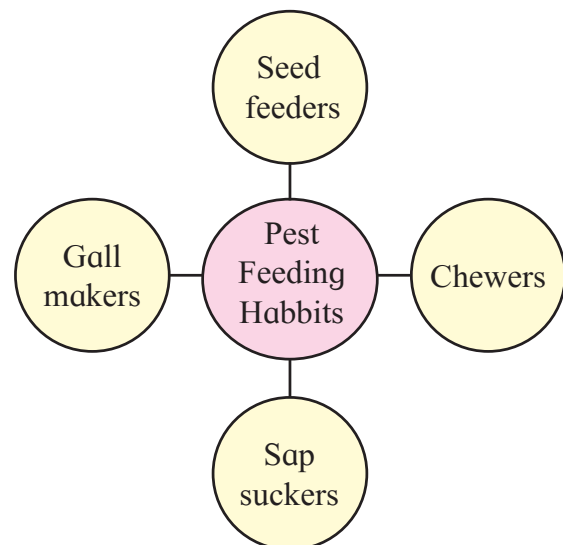 Seed
feeders
Gall
makers
Pest
Feeding
Habbits
Chewers
Sap
suckers